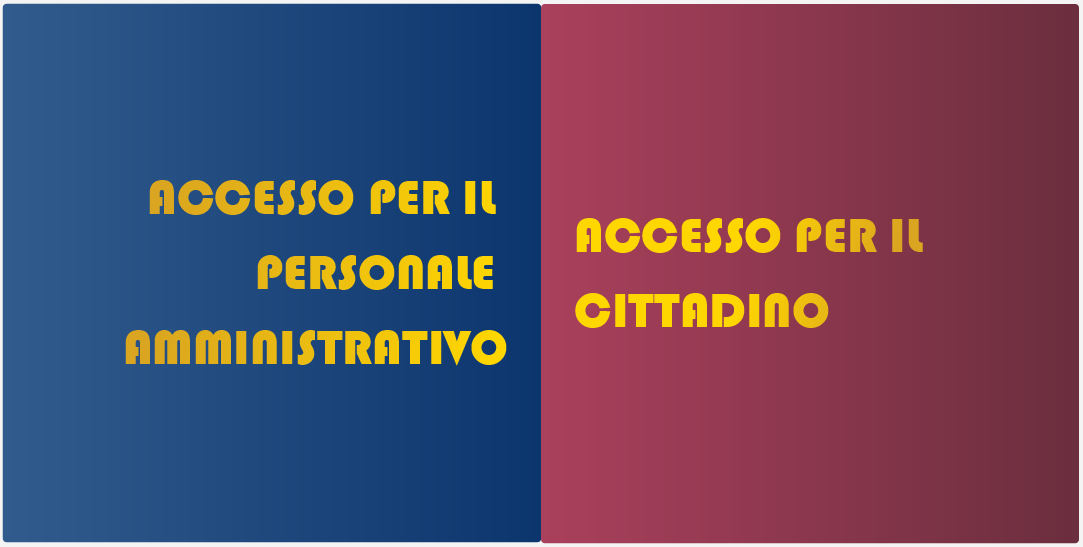 ACCESSO PER IL
PERSONALE
AMMINISTRATIVO
ACCESSO PER IL
CITTADINO